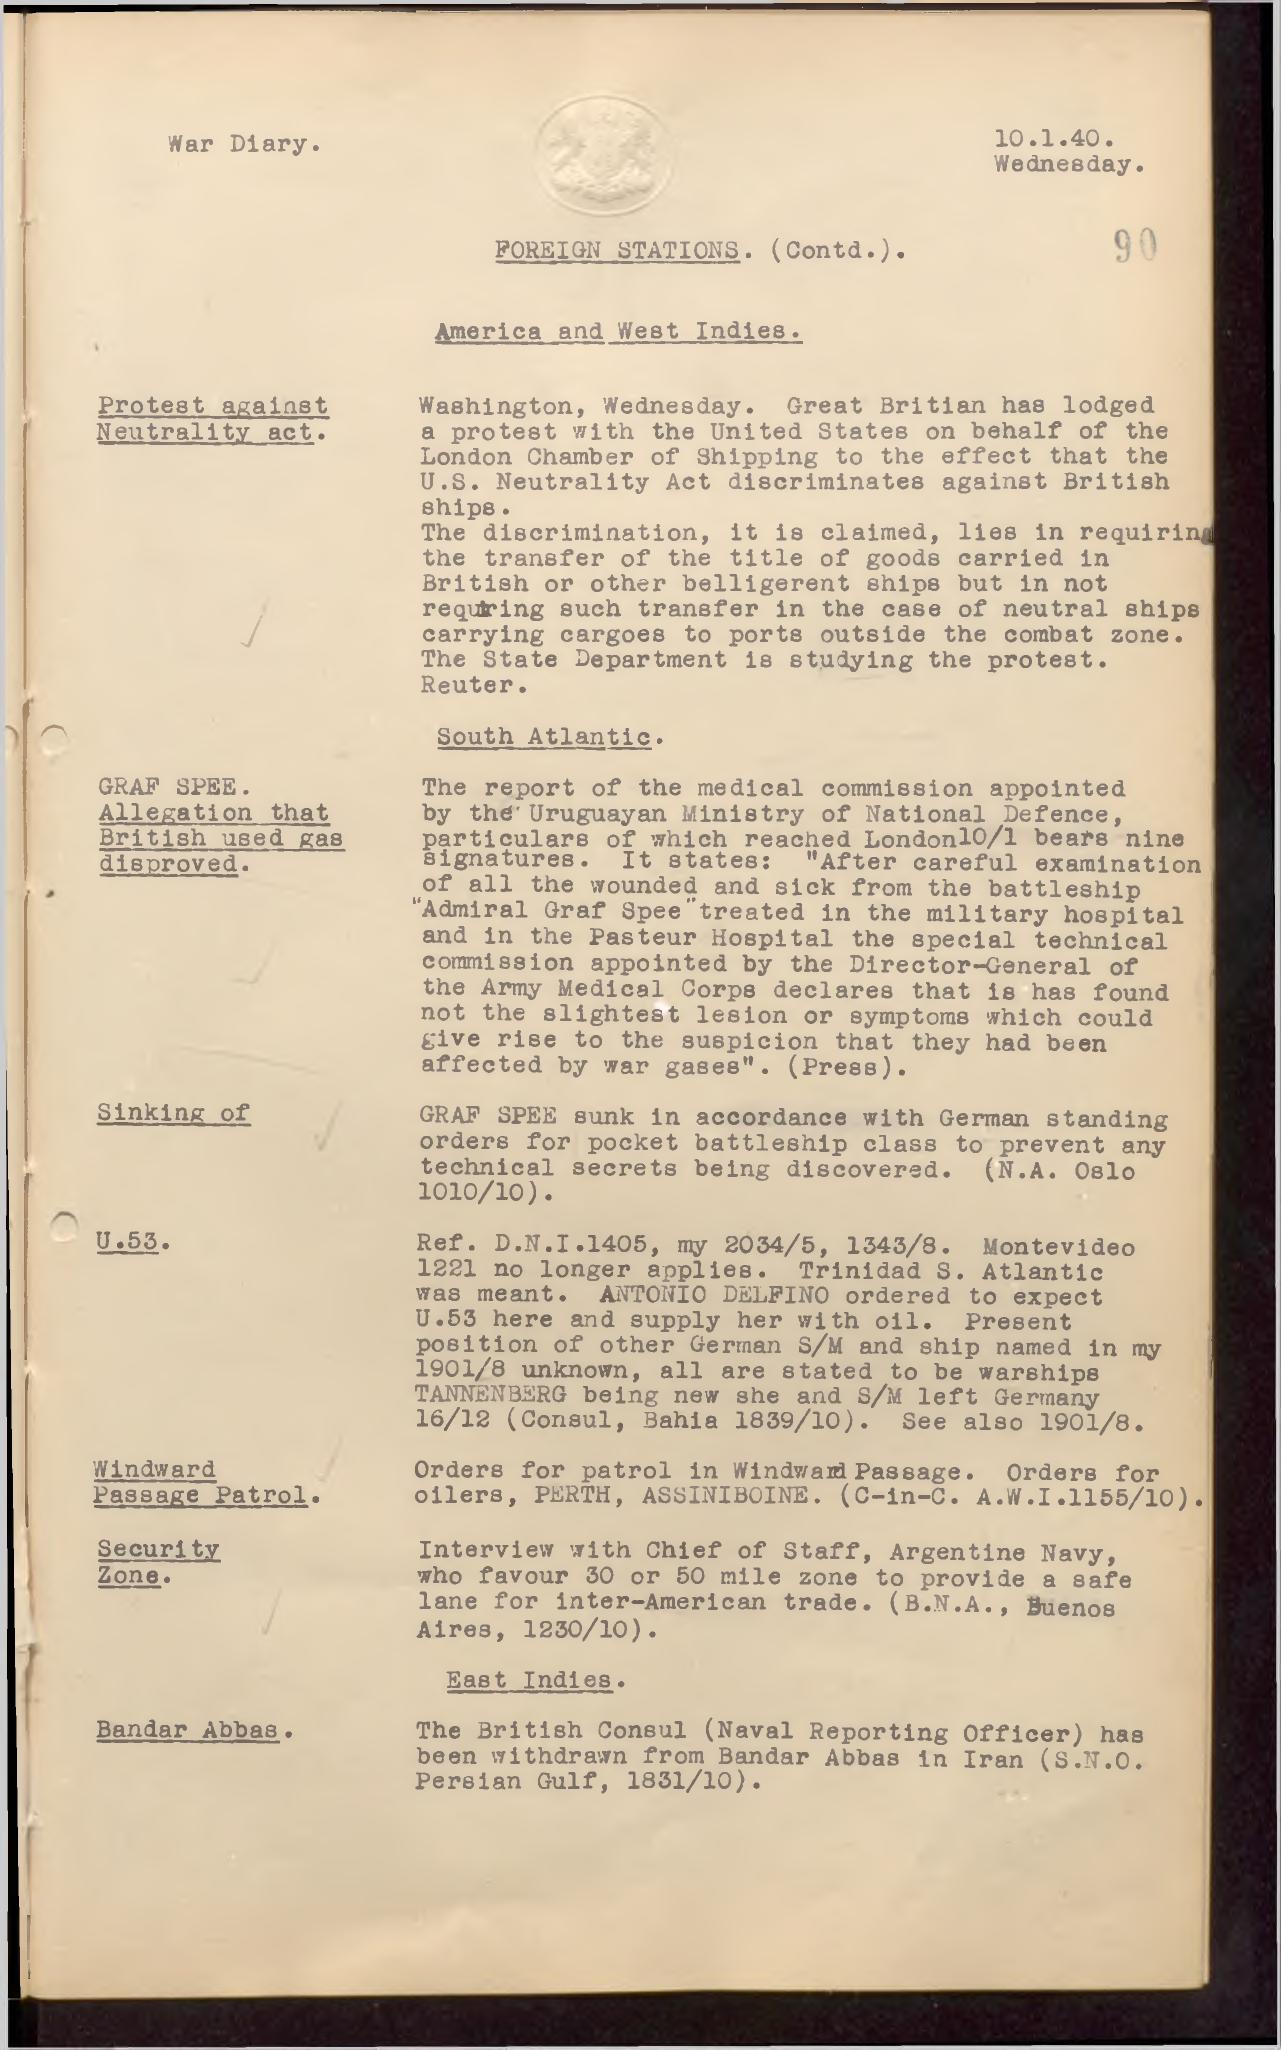 War Diary.
10.1.40.
Wednesday.
FOREIGN STATIONS. (Contd.).
90
America and West Indies.
Protest against
Neutrality act.
Washington, Wednesday. Great Britian has lodged
a protest with the United States on behalf of the
London Chamber of Shipping to the effect that the
U.S. Neutrality Act discriminates against British
ships.
The discrimination, it is claimed, lies in requiring
the transfer of the title of goods carried in
British or other belligerent ships but in not
requiring such transfer in the case of neutral ships
carrying cargoes to ports outside the combat zone.
The State Department is studying the protest.
Reuter.
South Atlantic.
GRAF SPEE.
Allegation that
British used gas
disproved.
The report of the medical commission appointed
by the Uruguayan Ministry of National Defence,
particulars of which reached London10/1 bears nine
signatures. It states: "After careful examination
of all the wounded and sick from the battleship
"Admiral Graf Spee"treated in the military hospital
and in the Pasteur Hospital the special technical
commission appointed by the Director-General of
the Army Medical Corps declares that is has found
not the slightest lesion or symptoms which could
give rise to the suspicion that they had been
affected by war gases". (Press).
Sinking of
GRAF SPEE sunk in accordance with German standing
orders for pocket battleship class to prevent any
technical secrets being discovered. (N.A. Oslo
1010/10).
U.53.
Ref. D.N.I.1405, my 2034/5, 1343/8. Montevideo
1221 no longer applies. Trinidad S. Atlantic
was meant. ANTONIO DELFINO ordered to expect
U.53 here and supply her with oil. Present
position of other German S/M and ship named in my
1901/8 unknown, all are stated to be warships
TANNENBERG being new she and S/M left Germany
16/12 (Consul, Bahia 1839/10). See also 1901/8.
Windward
Passage Patrol.
Orders for patrol in Windward Passage. Orders for
oilers, PERTH, ASSINIBOINE. (C-in-C. A.W.I.1155/10).
Security
Zone.
Interview with Chief of Staff, Argentine Navy,
who favour 30 or 50 mile zone to provide a safe
lane for inter-American trade. (B.N.A., Buenos
Aires, 1230/10).
East Indies.
Bandar Abbas.
The British Consul (Naval Reporting Officer) has
been withdrawn from Bandar Abbas in Iran (S.N.O.
Persian Gulf, 1831/10).